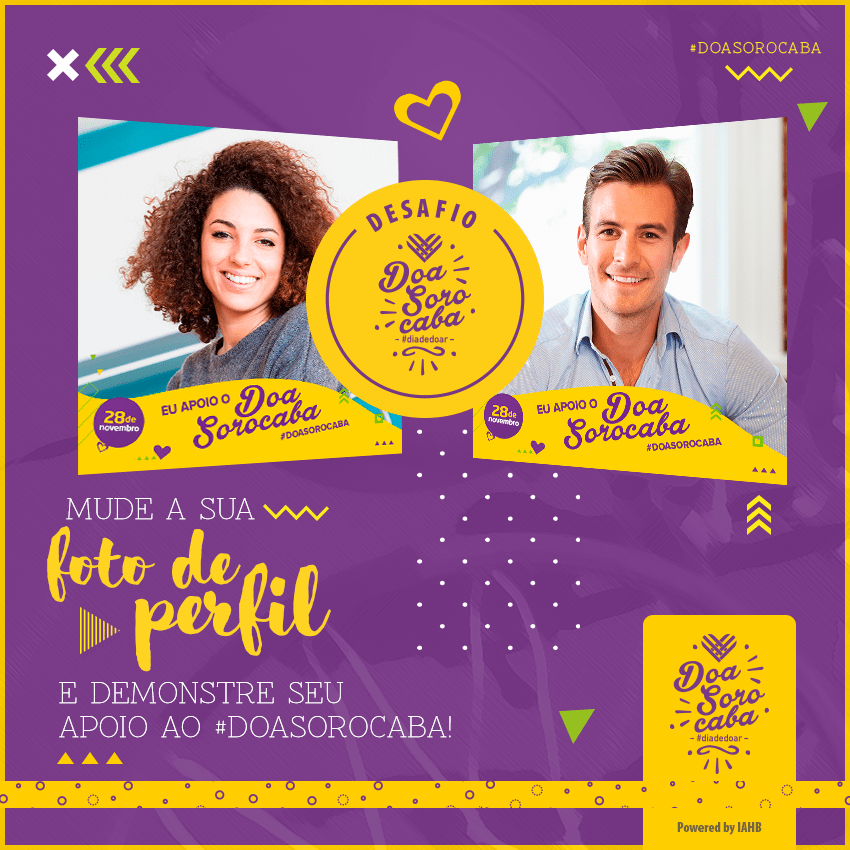 #DOASOROCABA
DESAFIO
Doa
Soro
caba
– #diadedoar –
28 de
novembro
EU APOIO O Doa
Sorocaba
#DOASOROCABA
28 de
novembro
EU APOIO O Doa
Sorocaba
#DOASOROCABA
MUDE A SUA
foto de
perfil
E DEMONSTRE SEU
APOIO AO #DOASOROCABA!
Doa
Soro
caba
– #diadedoar –
Powered by IAHB